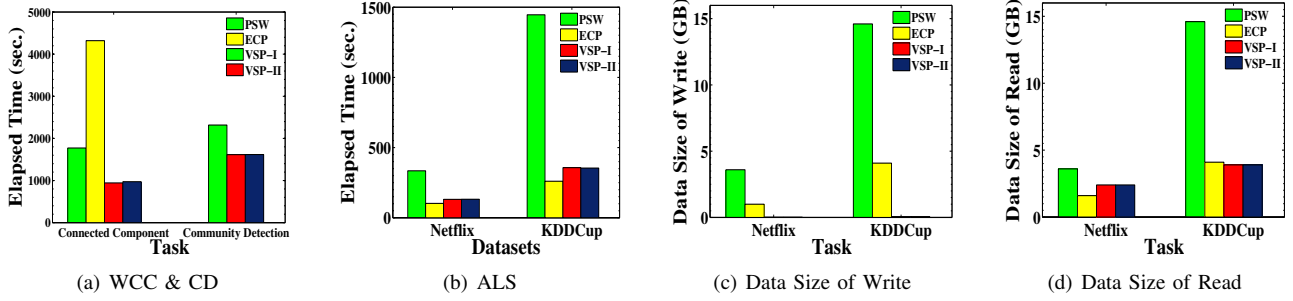 Elapsed Time (sec.)
5000
4000
3000
2000
1000
0
PSW
ECP
VSP-I
VSP-II
Connected Component
Community Detection
Task
(a) WCC & CD
Elapsed Time (sec.)
1500
1000
500
0
PSW
ECP
VSP-I
VSP-II
Netflix
KDDCup
Datasets
(b) ALS
Data Size of Write (GB)
15
10
5
0
PSW
ECP
VSP-I
VSP-II
Netflix
KDDCup
Task
(c) Data Size of Write
Data Size of Read (GB)
15
10
5
0
PSW
ECP
VSP-I
VSP-II
Netflix
KDDCup
Task
(d) Data Size of Read